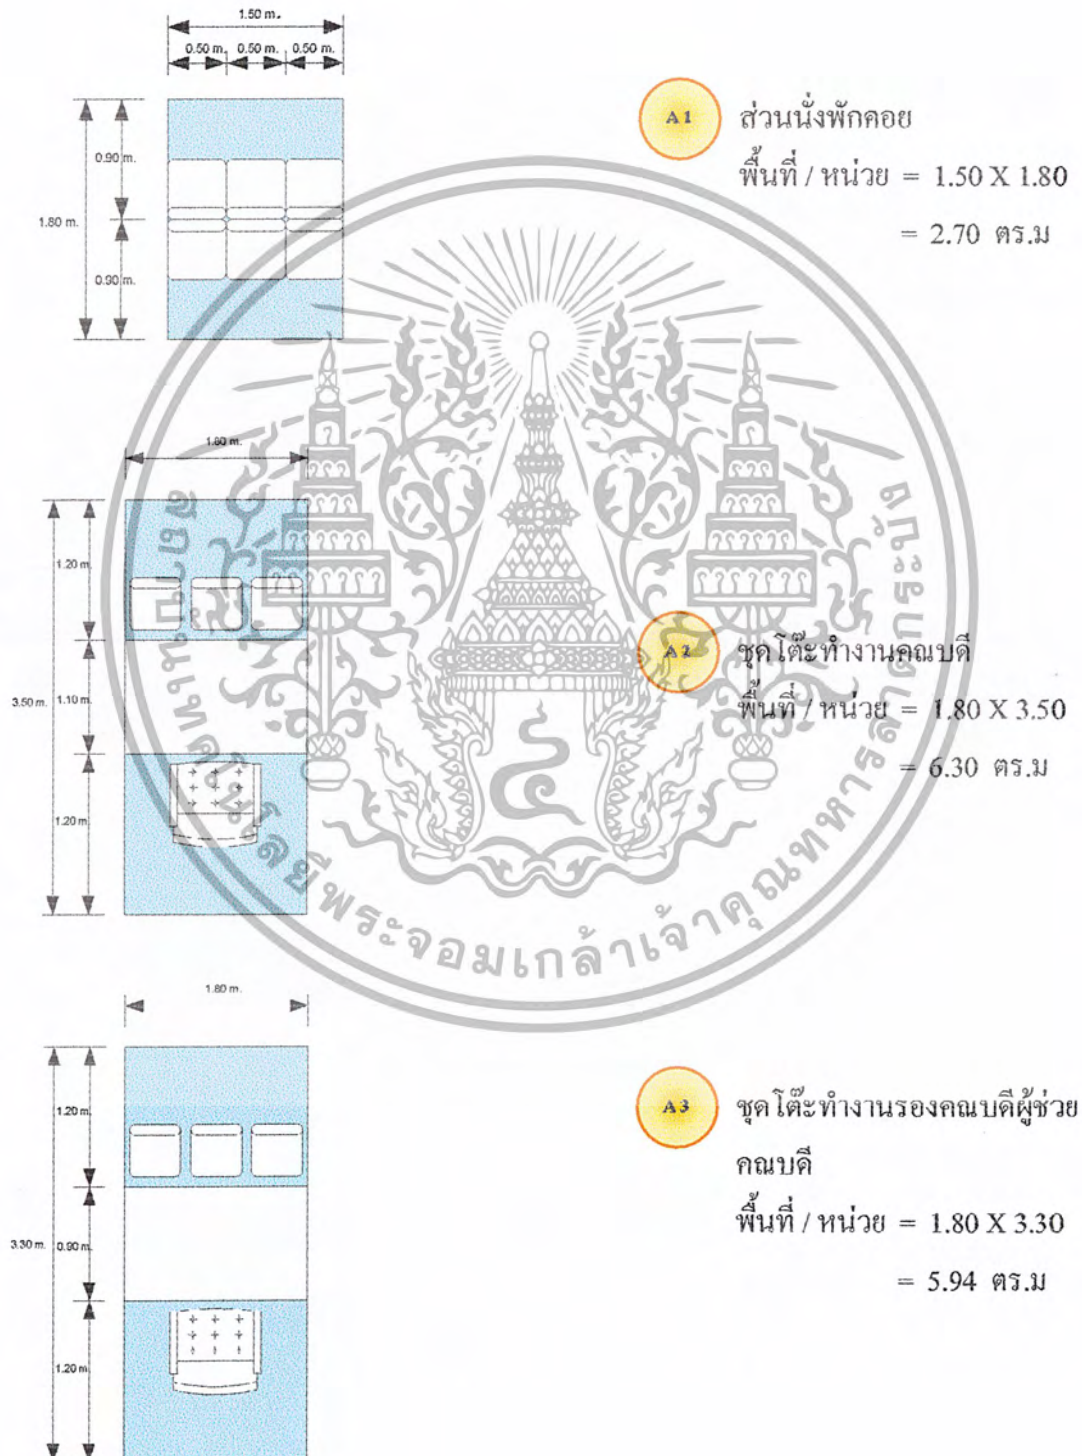 1.50 m.
0.50 m. 0.50 m. 0.50 m.
0.90 m.
1.80 m.
0.90 m.
A1 ส่วนนั่งพักคอย
พื้นที่ / หน่วย = 1.50 X 1.80
= 2.70 ตร.ม
1.80 m.
1.20 m.
3.50 m. 1.10 m.
1.20 m.
A2 ชุดโต๊ะทำงานคณบดี
พื้นที่ / หน่วย = 1.80 X 3.50
= 6.30 ตร.ม
สถาบันเทคโนโลยีพระจอมเกล้าเจ้าคุณทหารลาดกระบัง
1.80 m.
1.20 m.
3.30 m. 0.90 m.
1.20 m.
A3 ชุดโต๊ะทำงานรองคณบดีผู้ช่วย
คณบดี
พื้นที่ / หน่วย = 1.80 X 3.30
= 5.94 ตร.ม